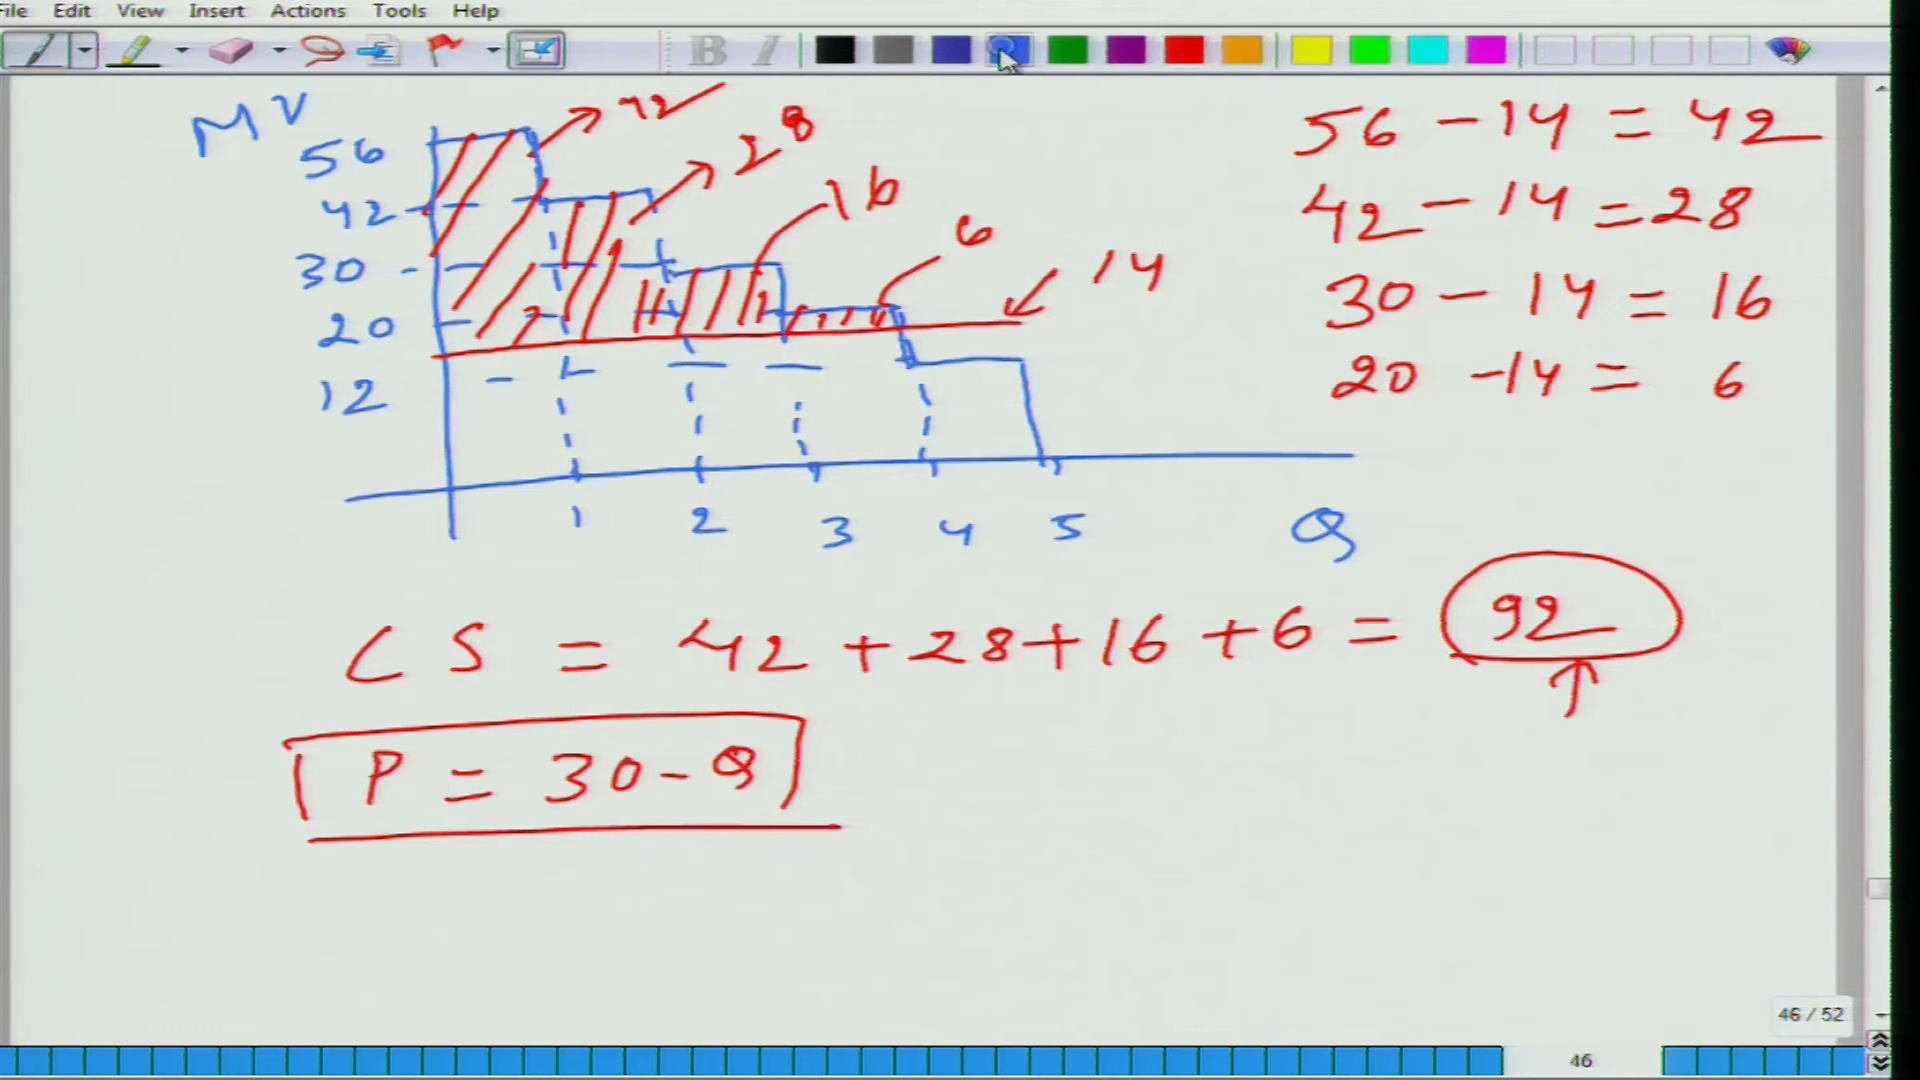 File Edit View Insert Actions Tools Help
B I
MV
56
42
30
20
12
42
28
16
6
14
1 2 3 4 5 Q
56 - 14 = 42
42 - 14 = 28
30 - 14 = 16
20 - 14 = 6
CS = 42 + 28 + 16 + 6 = 92
P = 30 - Q
46 / 52
46